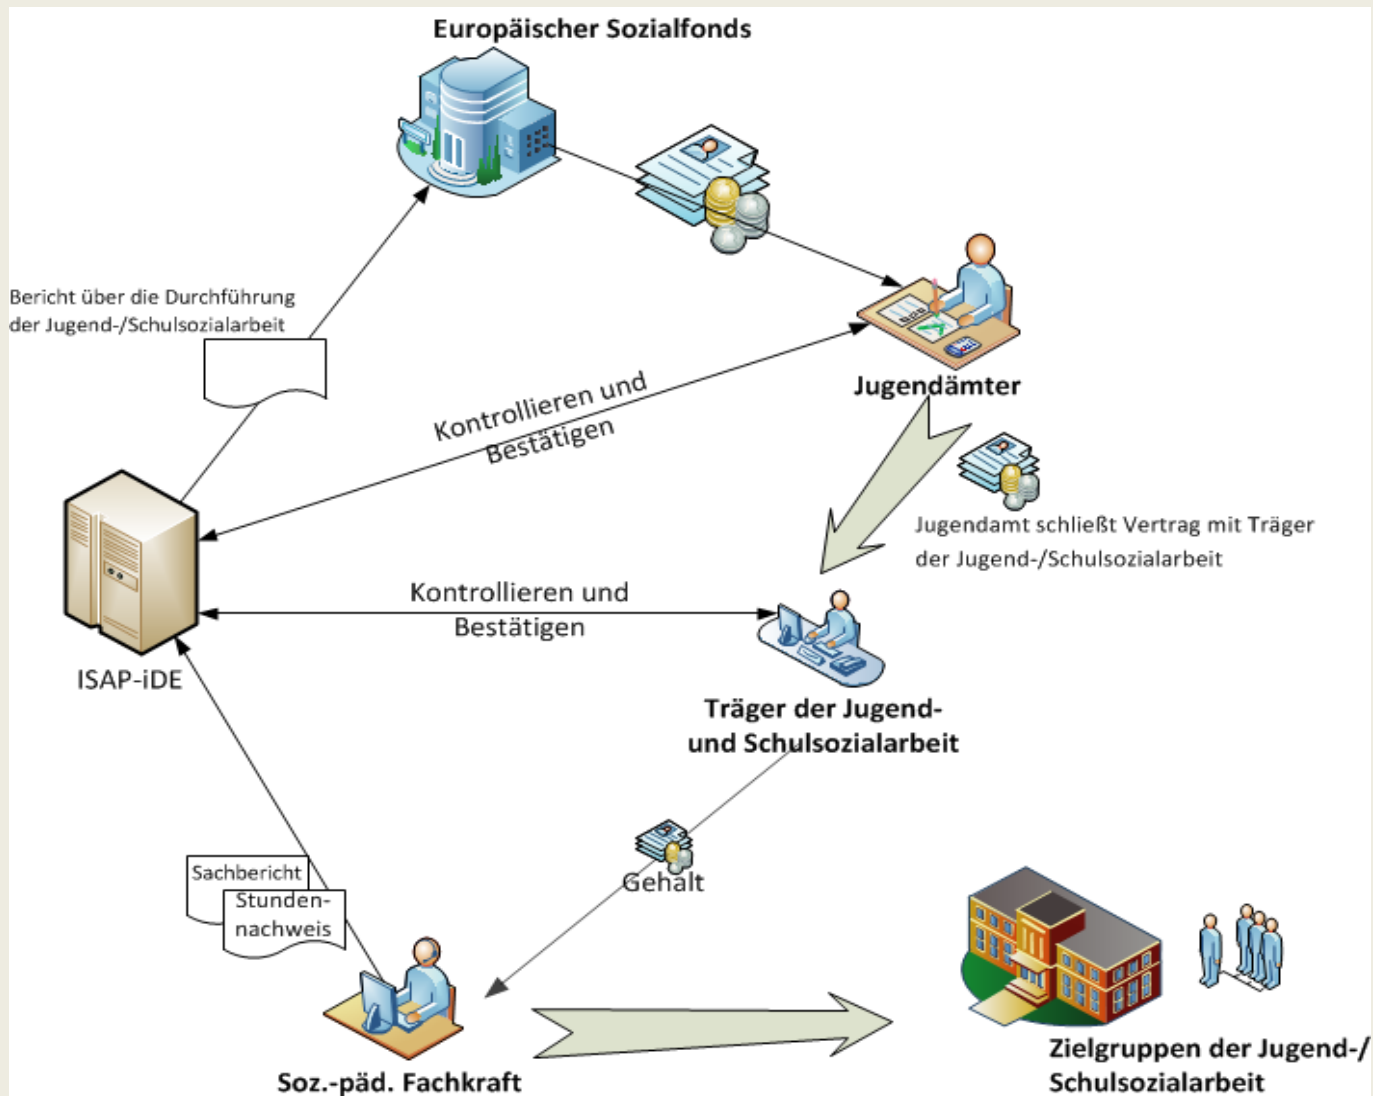 Europäischer Sozialfonds
Bericht über die Durchführung
der Jugend-/Schulsozialarbeit
Jugendämter
Kontrollieren und
Bestätigen
Jugendamt schließt Vertrag mit Träger
der Jugend-/Schulsozialarbeit
Kontrollieren und
Bestätigen
ISAP-iDE
Träger der Jugend-
und Schulsozialarbeit
Sachbericht
Stunden-
nachweis
Gehalt
Soz.-päd. Fachkraft
Zielgruppen der Jugend-/
Schulsozialarbeit